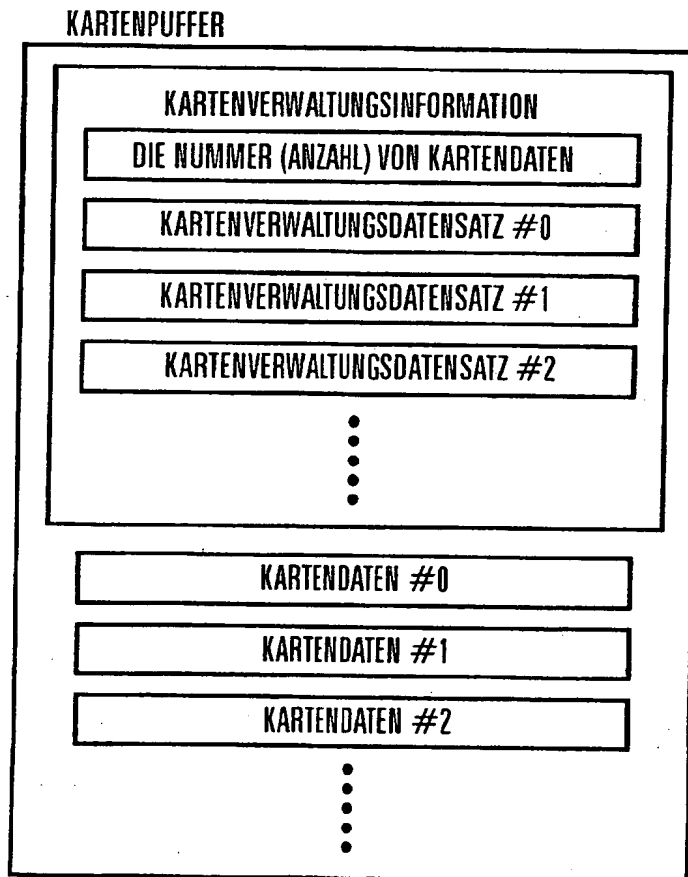 KARTENPUFFER
KARTENVERWALTUNGSINFORMATION
DIE NUMMER (ANZAHL) VON KARTENDATEN
KARTENVERWALTUNGSDATENSATZ #0
KARTENVERWALTUNGSDATENSATZ #1
KARTENVERWALTUNGSDATENSATZ #2
KARTENDATEN #0
KARTENDATEN #1
KARTENDATEN #2